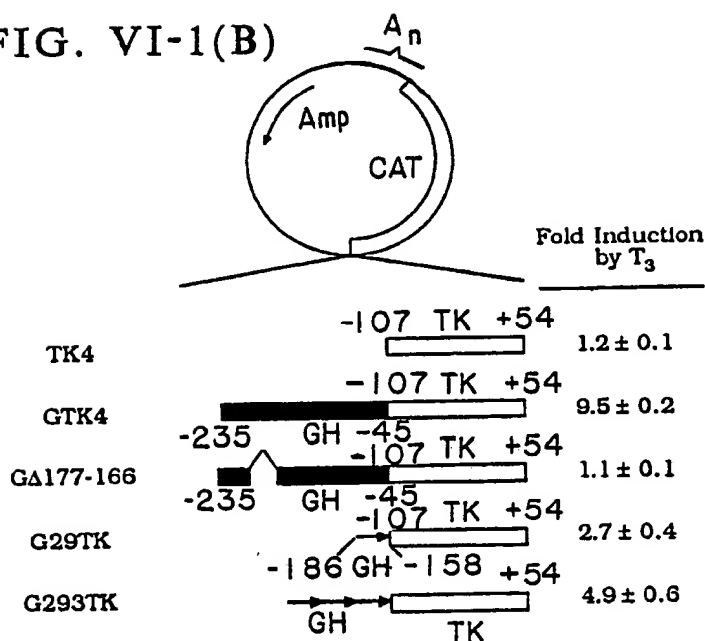 FIG. VI-1(B)
An
Amp
CAT
Fold Induction
by T3
-107 TK +54
TK4
1.2 ± 0.1
-107 TK +54
GTK4
9.5 ± 0.2
-235 GH -45
-107 TK +54
GΔ177-166
1.1 ± 0.1
-235 GH -45
-107 TK +54
G29TK
2.7 ± 0.4
-186 GH -158 +54
G293TK
4.9 ± 0.6
GH TK